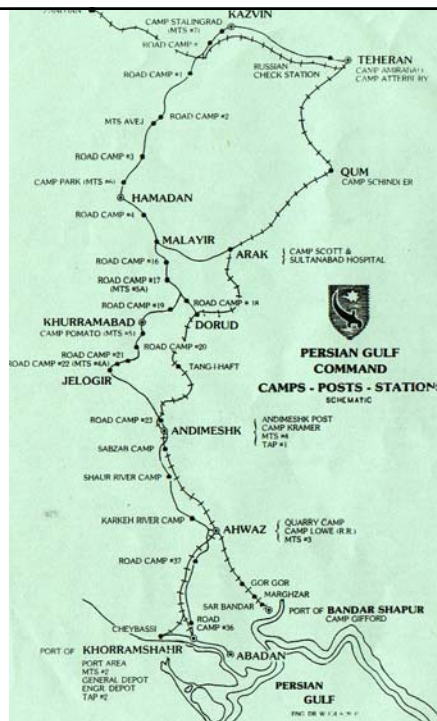 KAZVIN
CAMP STALINGRAD
(MTS #7)
ROAD CAMP #
RUSSIAN
CHECK STATION
TEHERAN
CAMP AMIRABAD
CAMP ATTERBURY
ROAD CAMP #1
MTS AVEJ
ROAD CAMP #2
ROAD CAMP #3
CAMP PARK (MTS #6)
HAMADAN
QUM
CAMP SCHINDLER
ROAD CAMP #4
MALAYIR
ARAK
CAMP SCOTT &
SULTANABAD HOSPITAL
ROAD CAMP #16
ROAD CAMP #17
(MTS #5A)
ROAD CAMP #19
ROAD CAMP # 18
KHURRAMABAD
CAMP POMATO (MTS #5)
DORUD
PERSIAN GULF
COMMAND
CAMPS - POSTS - STATIONS
SCHEMATIC
ROAD CAMP #20
ROAD CAMP #21
ROAD CAMP #22 (MTS #4A)
TANG-I-HAFT
JELOGIR
ROAD CAMP #23
ANDIMESHK
ANDIMESHK POST
CAMP KRAMER
MTS #4
TAP #1
SABZAB CAMP
SHAUR RIVER CAMP
KARKEH RIVER CAMP
AHWAZ
QUARRY CAMP
CAMP LOWE (R.R.)
MTS #3
ROAD CAMP #37
GOR GOR
MARGHZAR
SAR BANDAR
PORT OF BANDAR SHAPUR
CAMP GIFFORD
CHEYBASSI
ROAD
CAMP #36
PORT OF KHORRAMSHAHR
ABADAN
PORT AREA
MTS #2
GENERAL DEPOT
ENGR. DEPOT
TAP #2
PERSIAN
GULF